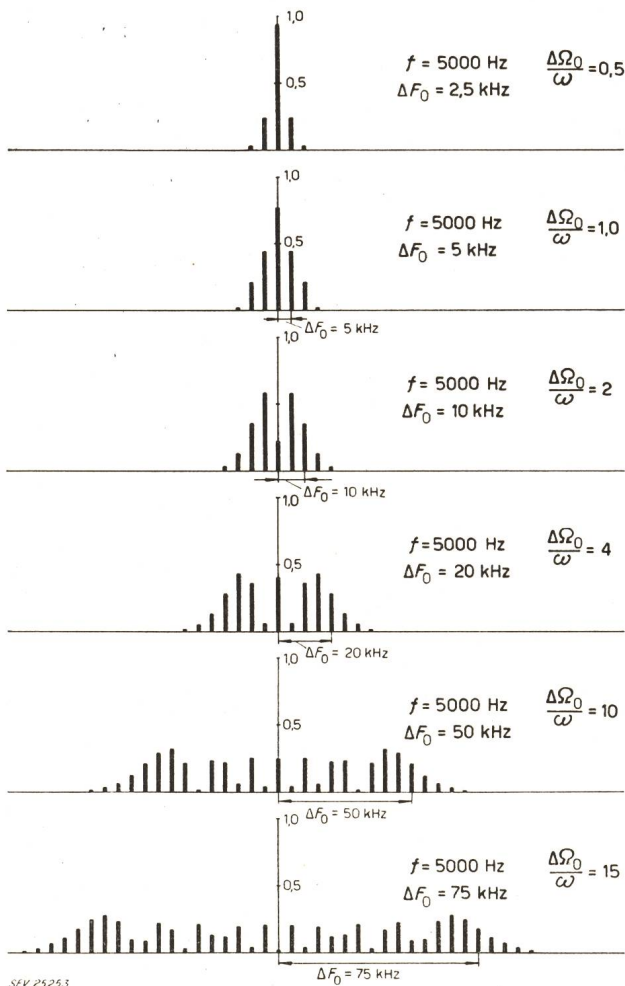 1,0
0,5
f = 5000 Hz
ΔF₀ = 2,5 kHz
ΔΩ₀/ω = 0,5
1,0
0,5
f = 5000 Hz
ΔF₀ = 5 kHz
ΔΩ₀/ω = 1,0
ΔF₀ = 5 kHz
1,0
f = 5000 Hz
ΔF₀ = 10 kHz
ΔΩ₀/ω = 2
ΔF₀ = 10 kHz
1,0
0,5
f = 5000 Hz
ΔF₀ = 20 kHz
ΔΩ₀/ω = 4
ΔF₀ = 20 kHz
1,0
0,5
f = 5000 Hz
ΔF₀ = 50 kHz
ΔΩ₀/ω = 10
ΔF₀ = 50 kHz
1,0
0,5
f = 5000 Hz
ΔF₀ = 75 kHz
ΔΩ₀/ω = 15
ΔF₀ = 75 kHz
SEV 25253